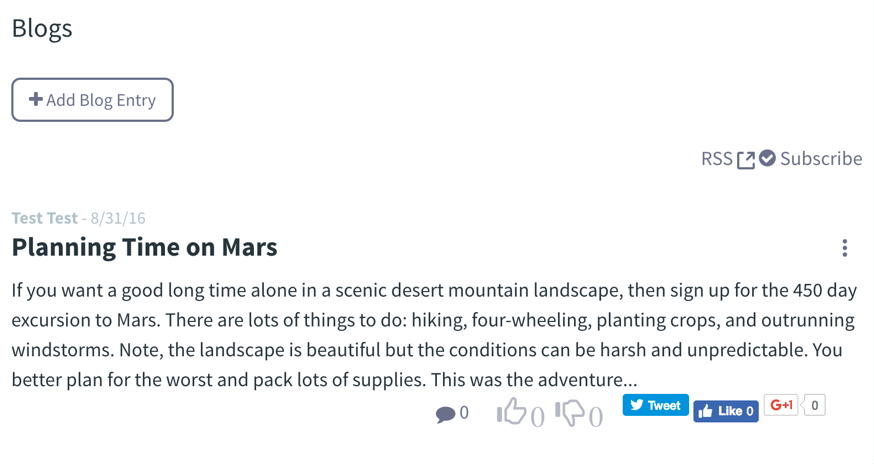 Blogs
Add Blog Entry
RSS Subscribe
Test Test - 8/31/16
Planning Time on Mars
If you want a good long time alone in a scenic desert mountain landscape, then sign up for the 450 day
excursion to Mars. There are lots of things to do: hiking, four-wheeling, planting crops, and outrunning
windstorms. Note, the landscape is beautiful but the conditions can be harsh and unpredictable. You
better plan for the worst and pack lots of supplies. This was the adventure...
0 0 0 Tweet Like 0 G+1 0